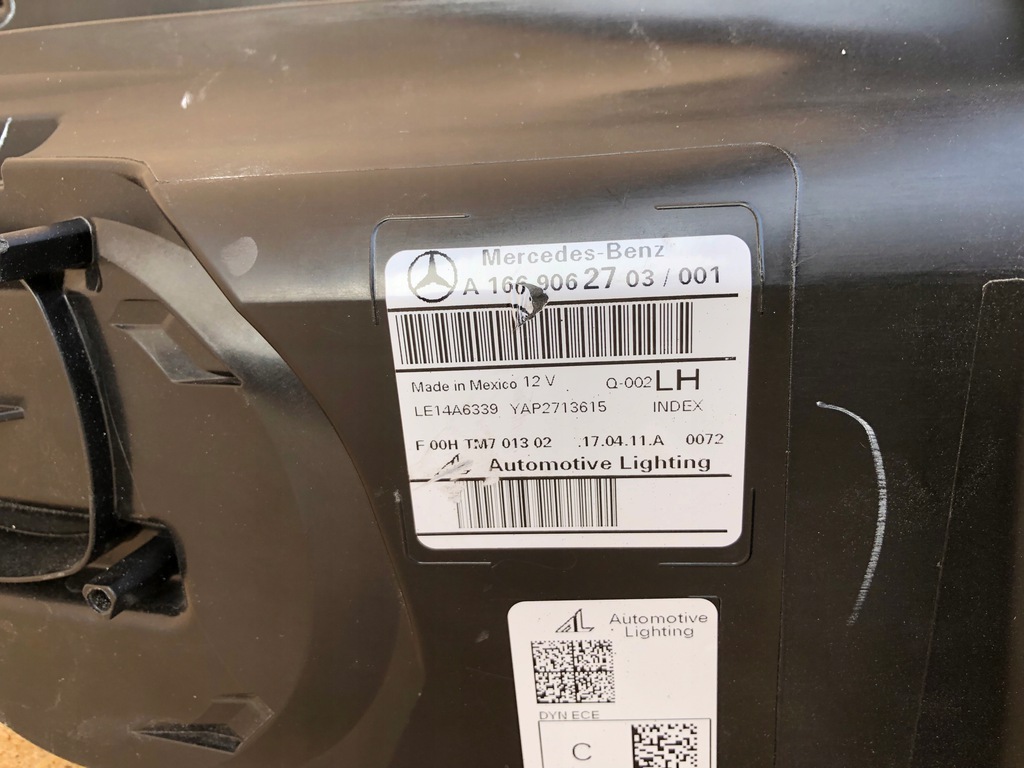 Mercedes-Benz
A 166 906 27 03 / 001
Made in Mexico 12 V Q-002 LH
LE14A6339 YAP2713615 INDEX
F 00H TM7 013 02 .17.04.11.A 0072
Automotive Lighting
Automotive
Lighting
DYN ECE
C